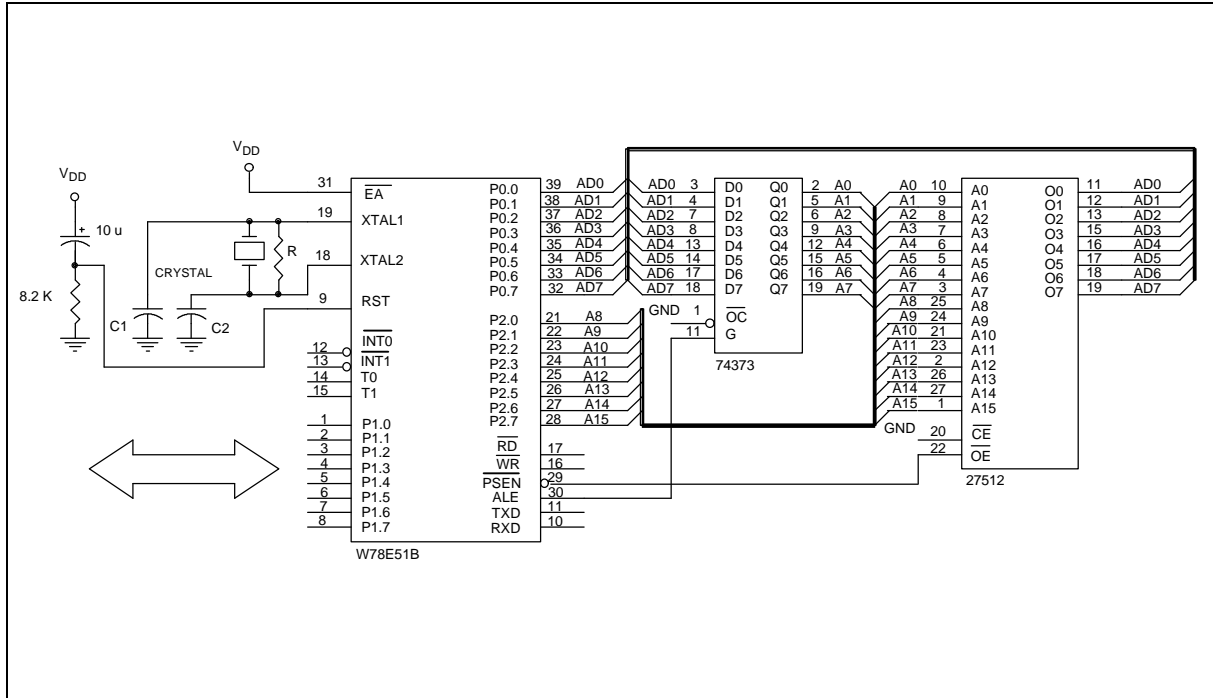 VDD
VDD
10 u
+
8.2 K
CRYSTAL
R
C1
C2
31 EA
19 XTAL1
18 XTAL2
9 RST
12 INT0
13 INT1
14 T0
15 T1
1 P1.0
2 P1.1
3 P1.2
4 P1.3
5 P1.4
6 P1.5
7 P1.6
8 P1.7
P0.0 39 AD0
P0.1 38 AD1
P0.2 37 AD2
P0.3 36 AD3
P0.4 35 AD4
P0.5 34 AD5
P0.6 33 AD6
P0.7 32 AD7
P2.0 21 A8
P2.1 22 A9
P2.2 23 A10
P2.3 24 A11
P2.4 25 A12
P2.5 26 A13
P2.6 27 A14
P2.7 28 A15
RD 17
WR 16
PSEN 29
ALE 30
TXD 11
RXD 10
W78E51B
AD0 3 D0 Q0 2 A0
AD1 4 D1 Q1 5 A1
AD2 7 D2 Q2 6 A2
AD3 8 D3 Q3 9 A3
AD4 13 D4 Q4 12 A4
AD5 14 D5 Q5 15 A5
AD6 17 D6 Q6 16 A6
AD7 18 D7 Q7 19 A7
GND 1 OC
11 G
74373
A0 10 A0 O0 11 AD0
A1 9 A1 O1 12 AD1
A2 8 A2 O2 13 AD2
A3 7 A3 O3 15 AD3
A4 6 A4 O4 16 AD4
A5 5 A5 O5 17 AD5
A6 4 A6 O6 18 AD6
A7 3 A7 O7 19 AD7
A8 25 A8
A9 24 A9
A10 21 A10
A11 23 A11
A12 2 A12
A13 26 A13
A14 27 A14
A15 1 A15
GND 20 CE
22 OE
27512